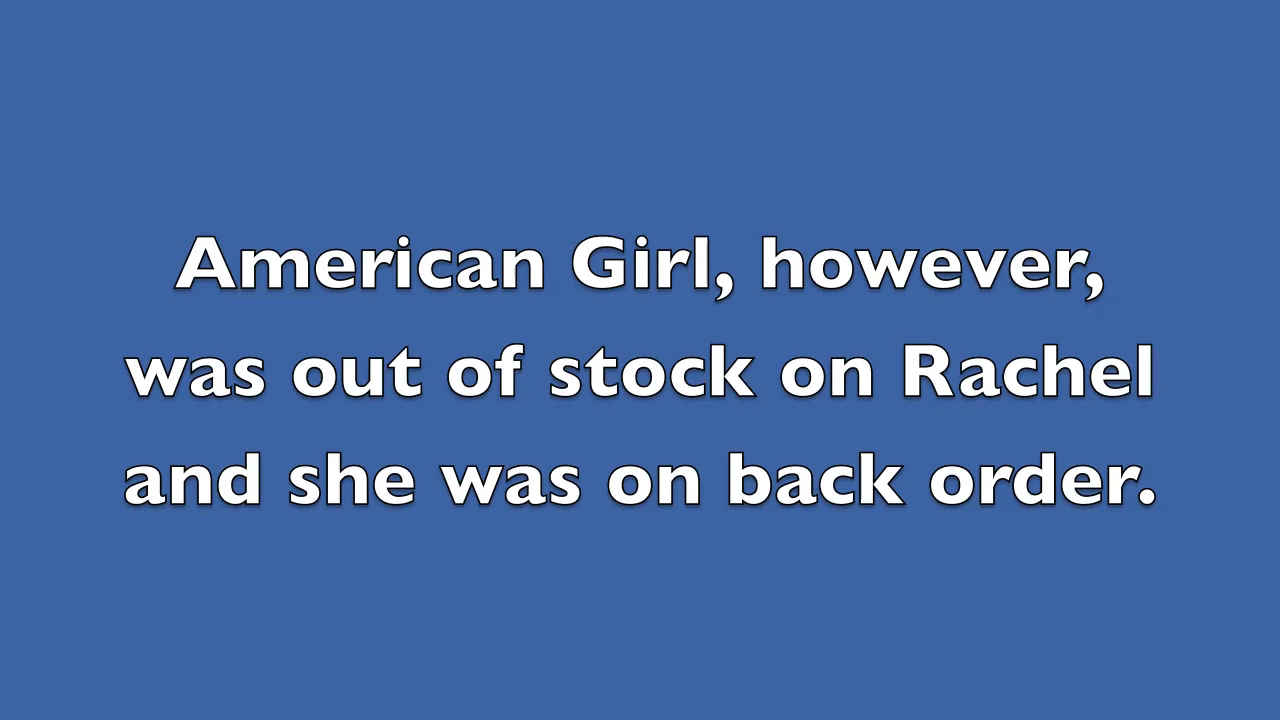 American Girl, however,
was out of stock on Rachel
and she was on back order.